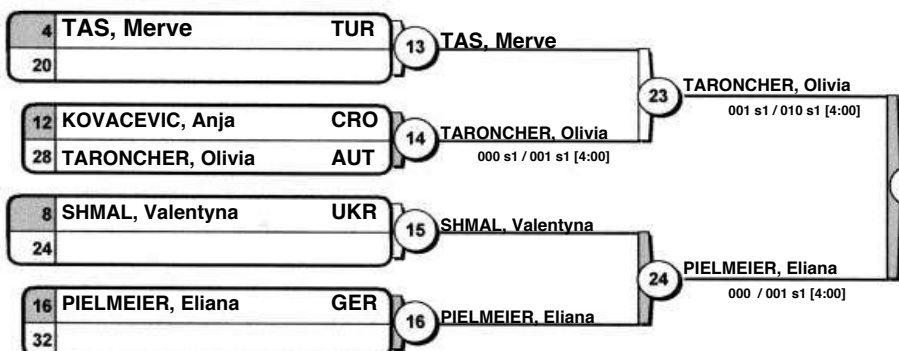 4 TAS, Merve TUR
20
13 TAS, Merve
12 KOVACEVIC, Anja CRO
28 TARONCHER, Olivia AUT
14 TARONCHER, Olivia
000 s1 / 001 s1 [4:00]
23 TARONCHER, Olivia
001 s1 / 010 s1 [4:00]
8 SHMAL, Valentyna UKR
24
15 SHMAL, Valentyna
16 PIELMEIER, Eliana GER
32
16 PIELMEIER, Eliana
24 PIELMEIER, Eliana
000 / 001 s1 [4:00]